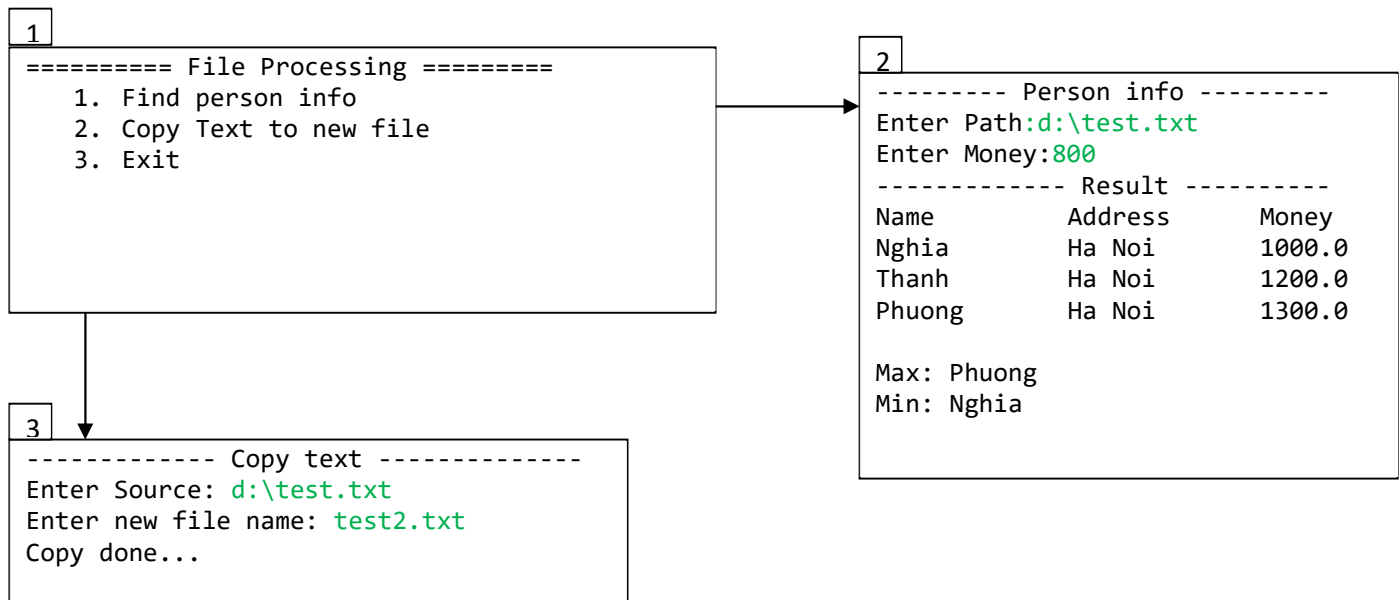 1
========== File Processing =========
1. Find person info
2. Copy Text to new file
3. Exit
2
--------- Person info ---------
Enter Path:d:\test.txt
Enter Money:800
------------- Result ----------
Name Address Money
Nghia Ha Noi 1000.0
Thanh Ha Noi 1200.0
Phuong Ha Noi 1300.0
Max: Phuong
Min: Nghia
3
------------- Copy text --------------
Enter Source: d:\test.txt
Enter new file name: test2.txt
Copy done...